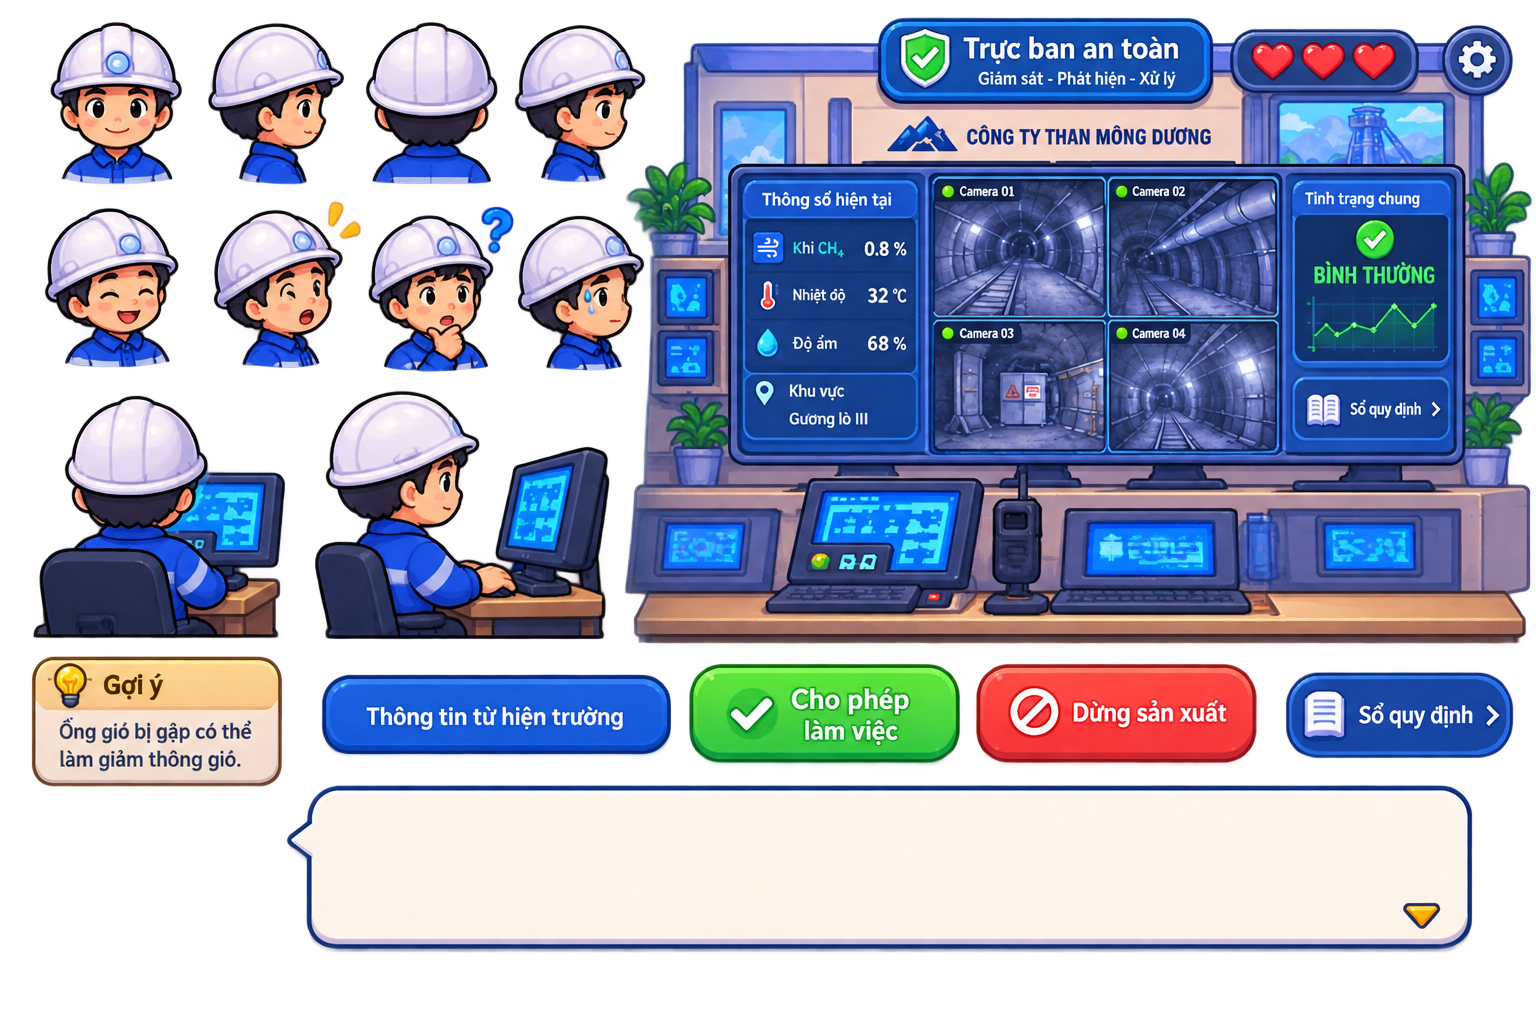 Trực ban an toàn
Giám sát - Phát hiện - Xử lý
CÔNG TY THAN MÔNG DƯƠNG
Thông số hiện tại
Khí CH₄ 0.8 %
Nhiệt độ 32 °C
Độ ẩm 68 %
Khu vực
Gương lò III
Camera 01
Camera 02
Camera 03
Camera 04
Tình trạng chung
BÌNH THƯỜNG
Sổ quy định
Gợi ý
Ống gió bị gập có thể
làm giảm thông gió.
Thông tin từ hiện trường
Cho phép
làm việc
Dừng sản xuất
Sổ quy định